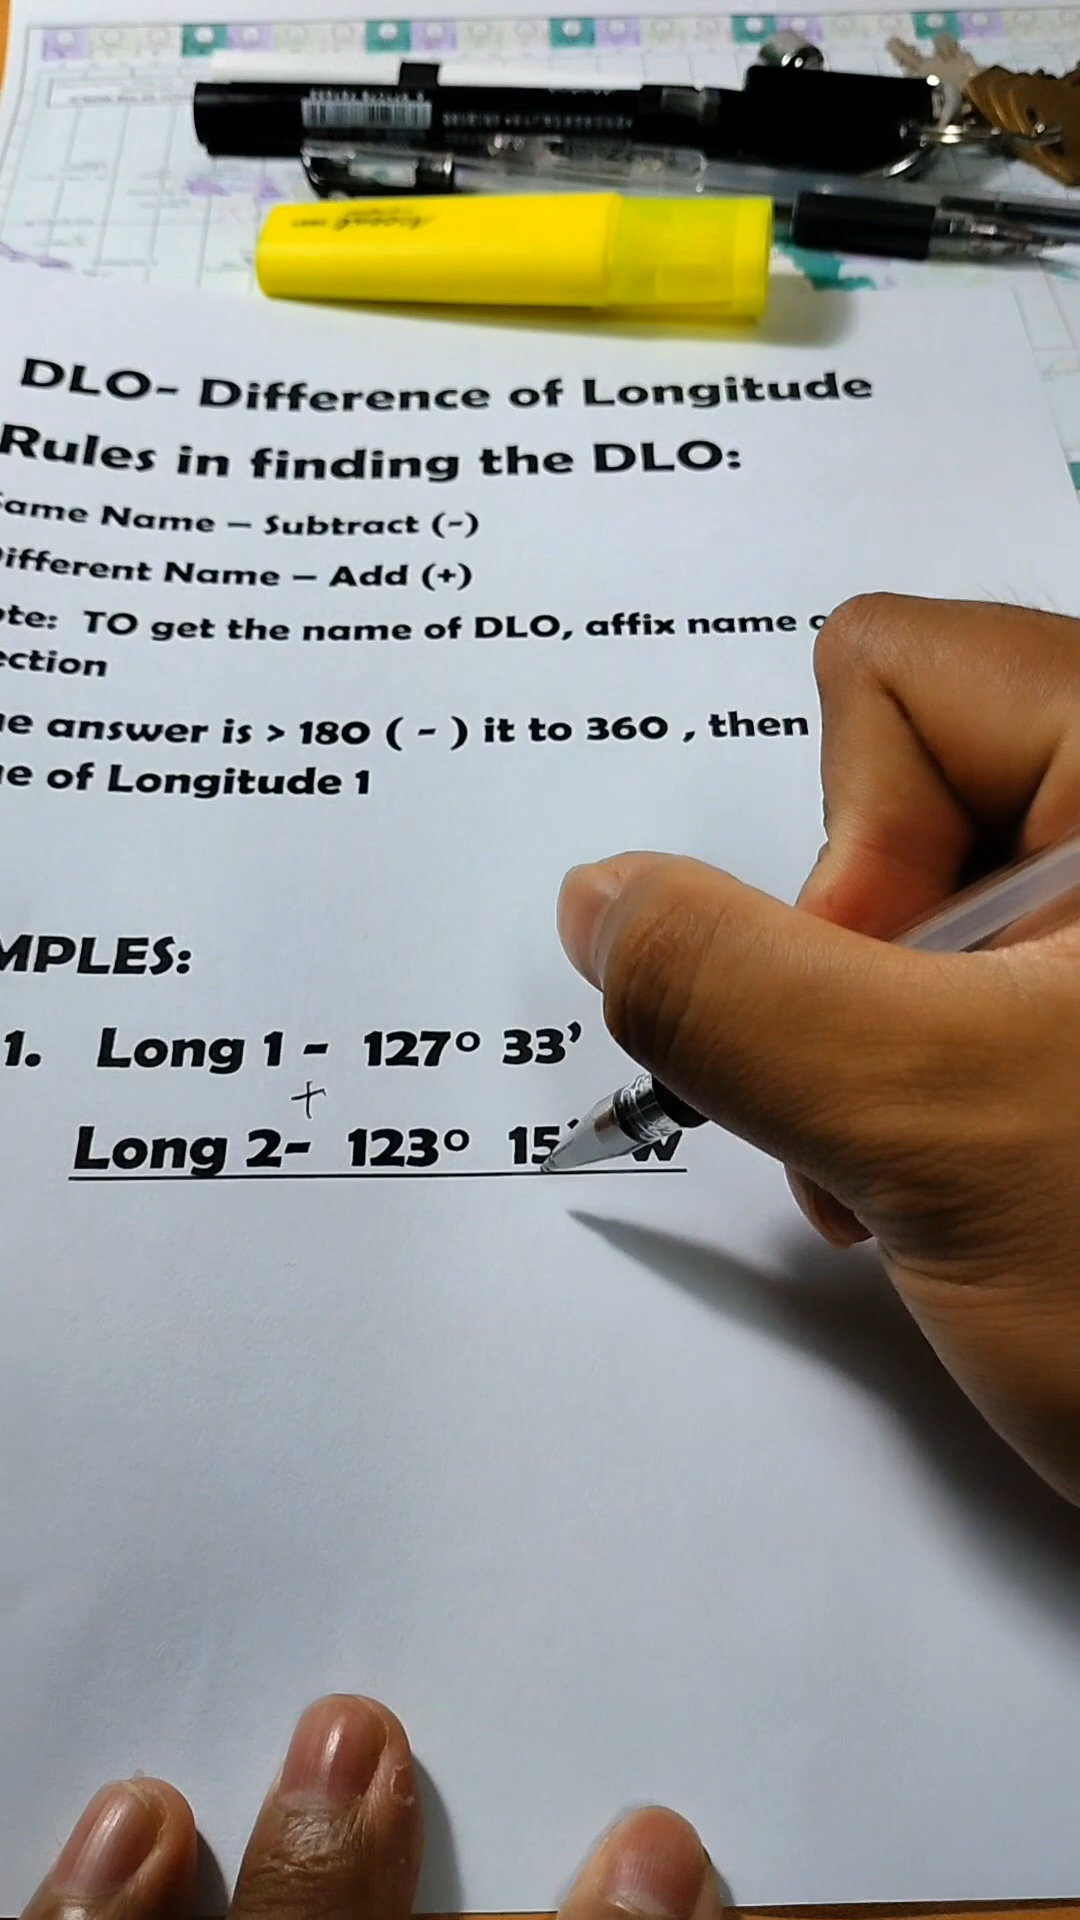 DLO- Difference of Longitude
Rules in finding the DLO:
ame Name – Subtract (-)
ifferent Name – Add (+)
te: TO get the name of DLO, affix name
ection
e answer is > 180 ( - ) it to 360 , then
e of Longitude 1
MPLES:
1. Long 1 - 127° 33’
+
Long 2- 123° 15’ W